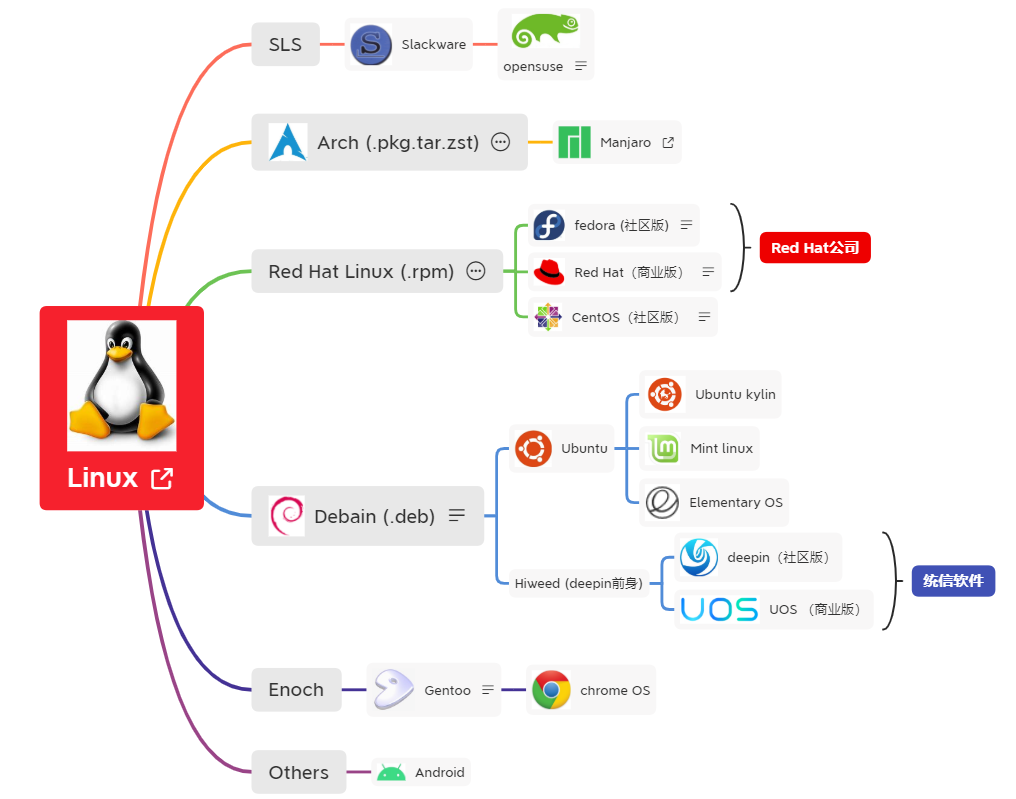 SLS
Slackware
opensuse
Arch (.pkg.tar.zst)
Manjaro
Red Hat Linux (.rpm)
fedora (社区版)
Red Hat（商业版）
CentOS（社区版）
Red Hat公司
Linux
Debain (.deb)
Ubuntu
Ubuntu kylin
Mint linux
Elementary OS
Hiweed (deepin前身)
deepin（社区版）
UOS
UOS （商业版）
统信软件
Enoch
Gentoo
chrome OS
Others
Android